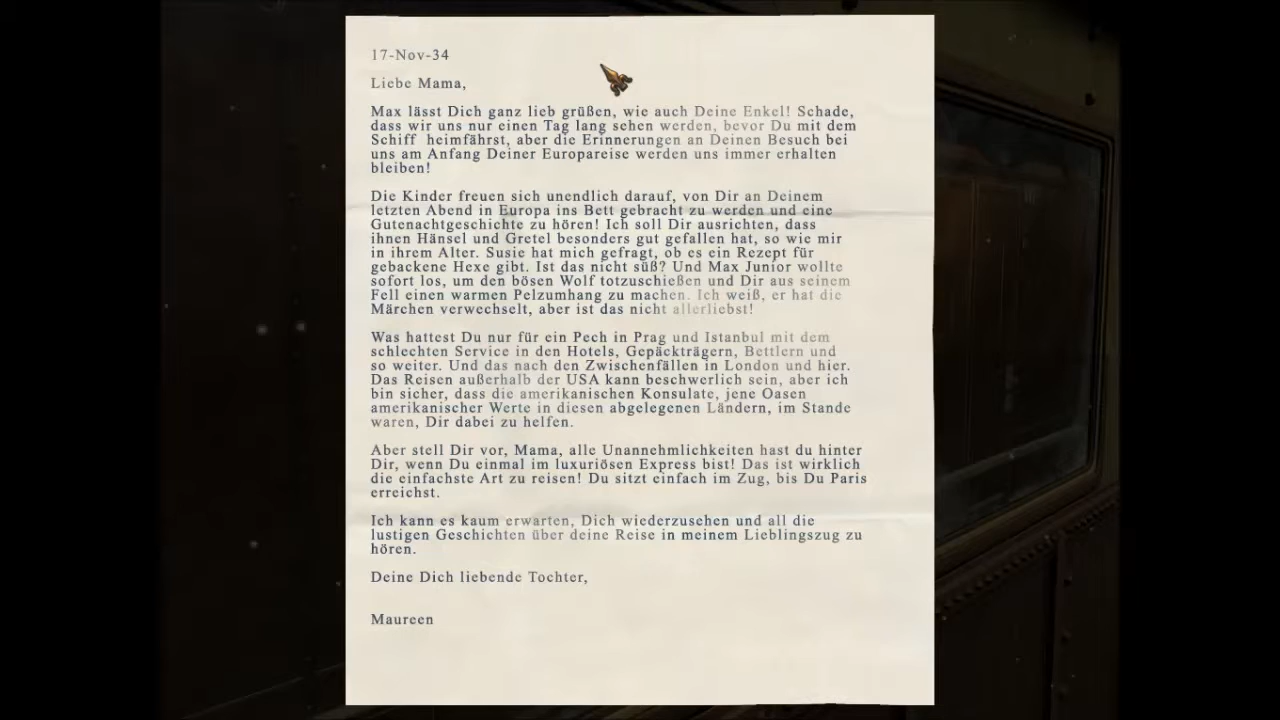 17-Nov-34
Liebe Mama,
Max lässt Dich ganz lieb grüßen, wie auch Deine Enkel! Schade,
dass wir uns nur einen Tag lang sehen werden, bevor Du mit dem
Schiff heimfährst, aber die Erinnerungen an Deinen Besuch bei
uns am Anfang Deiner Europareise werden uns immer erhalten
bleiben!
Die Kinder freuen sich unendlich darauf, von Dir an Deinem
letzten Abend in Europa ins Bett gebracht zu werden und eine
Gutenachtgeschichte zu hören! Ich soll Dir ausrichten, dass
ihnen Hänsel und Gretel besonders gut gefallen hat, so wie mir
in ihrem Alter. Susie hat mich gefragt, ob es ein Rezept für
gebackene Hexe gibt. Ist das nicht süß? Und Max Junior wollte
sofort los, um den bösen Wolf totzuschießen und Dir aus seinem
Fell einen warmen Pelzumhang zu machen. Ich weiß, er hat die
Märchen verwechselt, aber ist das nicht allerliebst!
Was hattest Du nur für ein Pech in Prag und Istanbul mit dem
schlechten Service in den Hotels, Gepäckträgern, Bettlern und
so weiter. Und das nach den Zwischenfällen in London und hier.
Das Reisen außerhalb der USA kann beschwerlich sein, aber ich
bin sicher, dass die amerikanischen Konsulate, jene Oasen
amerikanischer Werte in diesen abgelegenen Ländern, im Stande
waren, Dir dabei zu helfen.
Aber stell Dir vor, Mama, alle Unannehmlichkeiten hast du hinter
Dir, wenn Du einmal im luxuriösen Express bist! Das ist wirklich
die einfachste Art zu reisen! Du sitzt einfach im Zug, bis Du Paris
erreichst.
Ich kann es kaum erwarten, Dich wiederzusehen und all die
lustigen Geschichten über deine Reise in meinem Lieblingszug zu
hören.
Deine Dich liebende Tochter,
Maureen